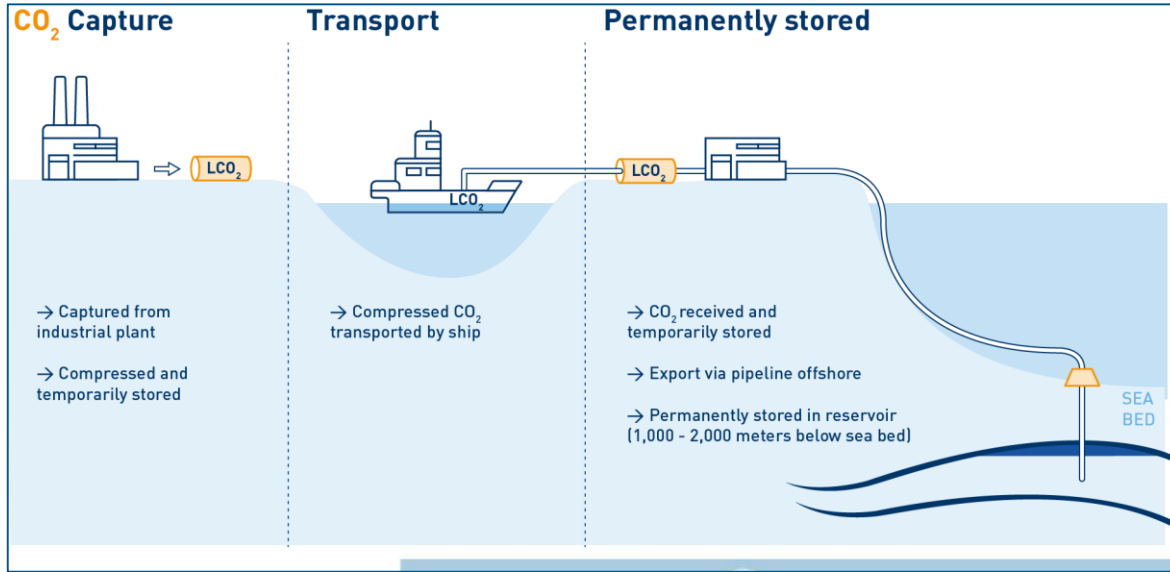 CO₂ Capture
Transport
Permanently stored
LCO₂
LCO₂
LCO₂
→ Captured from
industrial plant
→ Compressed and
temporarily stored
→ Compressed CO₂
transported by ship
→ CO₂ received and
temporarily stored
→ Export via pipeline offshore
→ Permanently stored in reservoir
(1,000 - 2,000 meters below sea bed)
SEA
BED